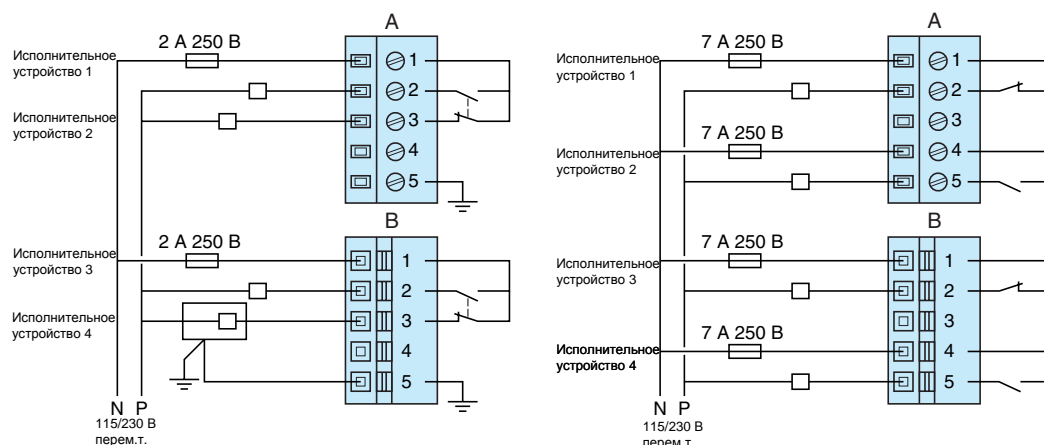 A
2 A 250 В
Исполнительное
устройство 1
1
2
Исполнительное
устройство 2
3
4
5
B
2 A 250 В
Исполнительное
устройство 3
1
2
Исполнительное
устройство 4
3
4
5
N P
115/230 В
перем.т.
A
7 A 250 В
Исполнительное
устройство 1
1
2
3
7 A 250 В
Исполнительное
устройство 2
4
5
B
7 A 250 В
Исполнительное
устройство 3
1
2
3
7 A 250 В
Исполнительное
устройство 4
4
5
N P
115/230 В
перем.т.